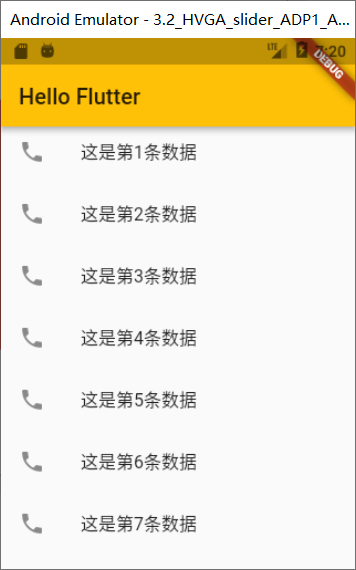 Android Emulator - 3.2_HVGA_slider_ADP1_A...
LTE 7:20
DEBUG
Hello Flutter
这是第1条数据
这是第2条数据
这是第3条数据
这是第4条数据
这是第5条数据
这是第6条数据
这是第7条数据